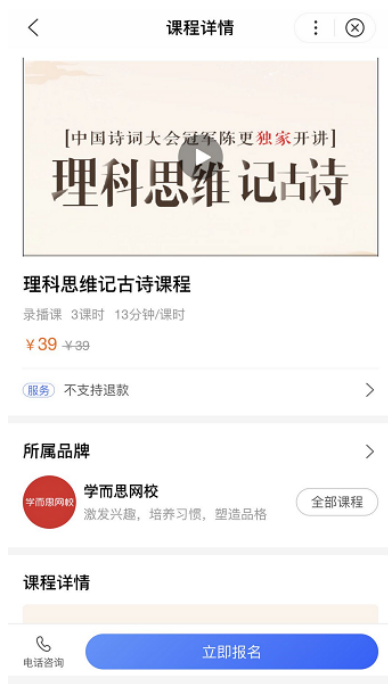 课程详情
[中国诗词大会冠军陈更独家开讲]
理科思维记古诗
理科思维记古诗课程
录播课 3课时 13分钟/课时
￥39 ￥39
服务 不支持退款
所属品牌
学而思网校
学而思网校
激发兴趣，培养习惯，塑造品格
全部课程
课程详情
电话咨询
立即报名